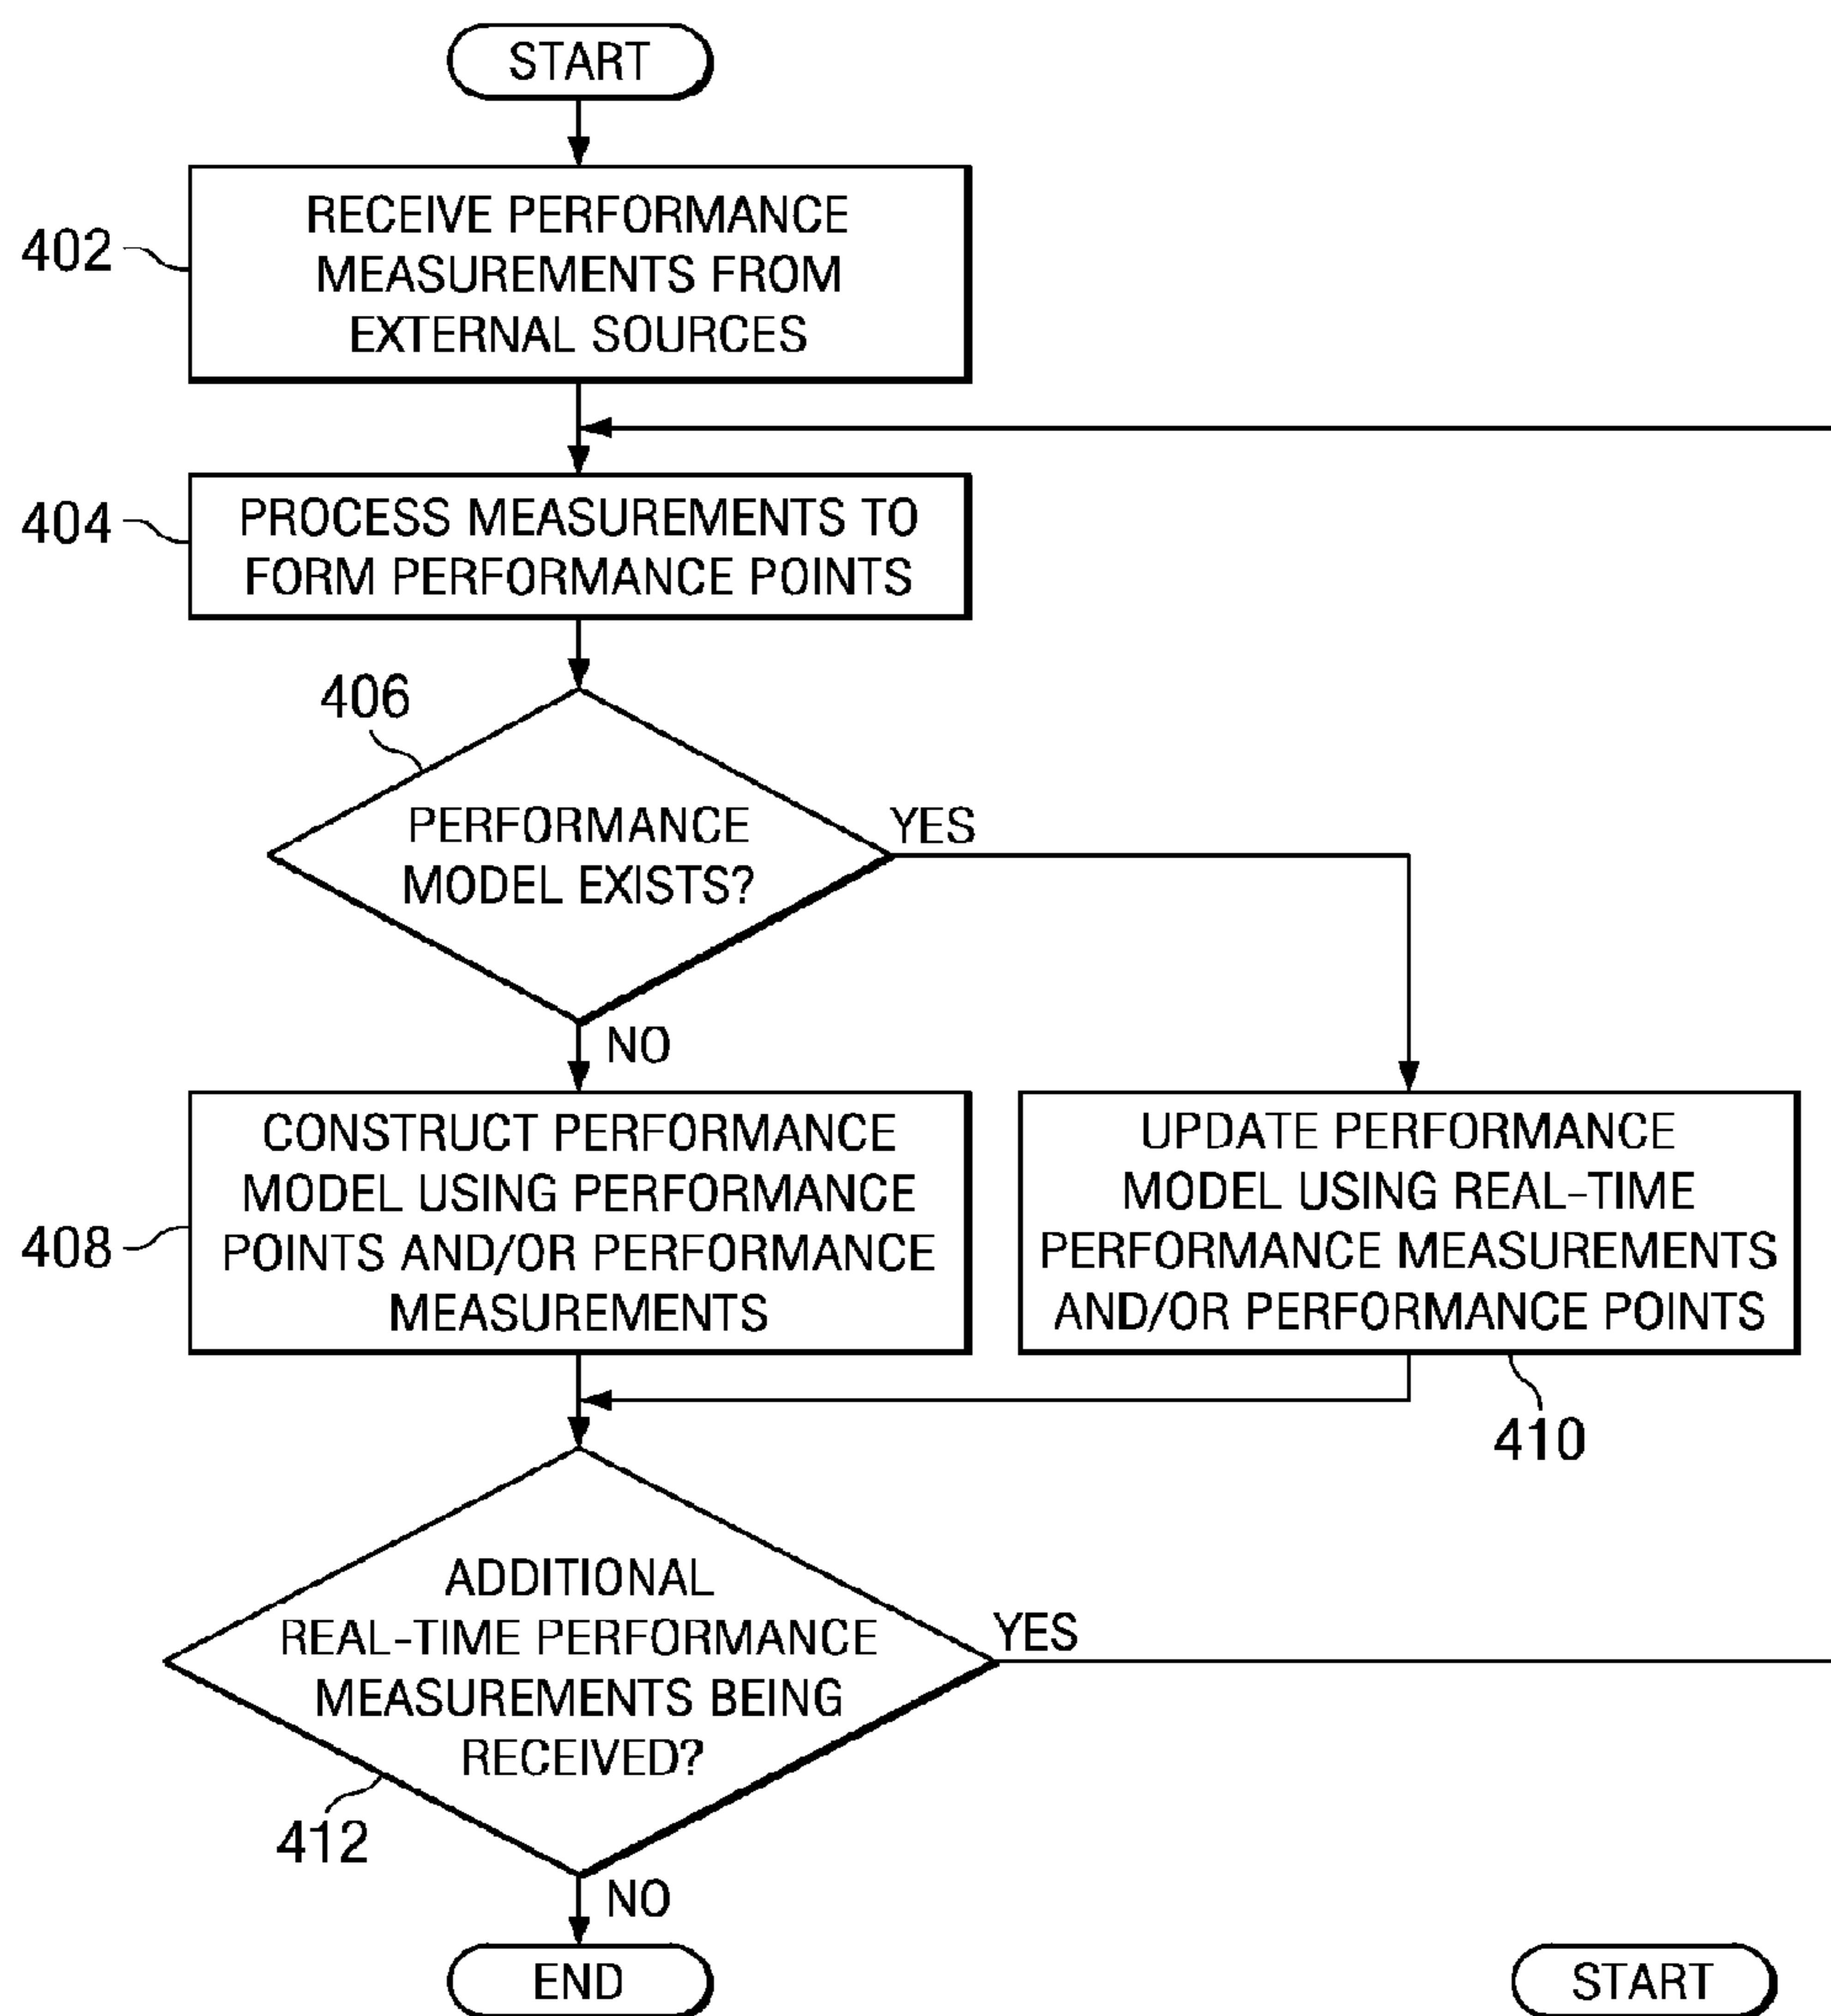 START
402
RECEIVE PERFORMANCE
MEASUREMENTS FROM
EXTERNAL SOURCES
404
PROCESS MEASUREMENTS TO
FORM PERFORMANCE POINTS
406
PERFORMANCE
MODEL EXISTS?
YES
NO
408
CONSTRUCT PERFORMANCE
MODEL USING PERFORMANCE
POINTS AND/OR PERFORMANCE
MEASUREMENTS
UPDATE PERFORMANCE
MODEL USING REAL-TIME
PERFORMANCE MEASUREMENTS
AND/OR PERFORMANCE POINTS
410
ADDITIONAL
REAL-TIME PERFORMANCE
MEASUREMENTS BEING
RECEIVED?
YES
412
NO
END
START